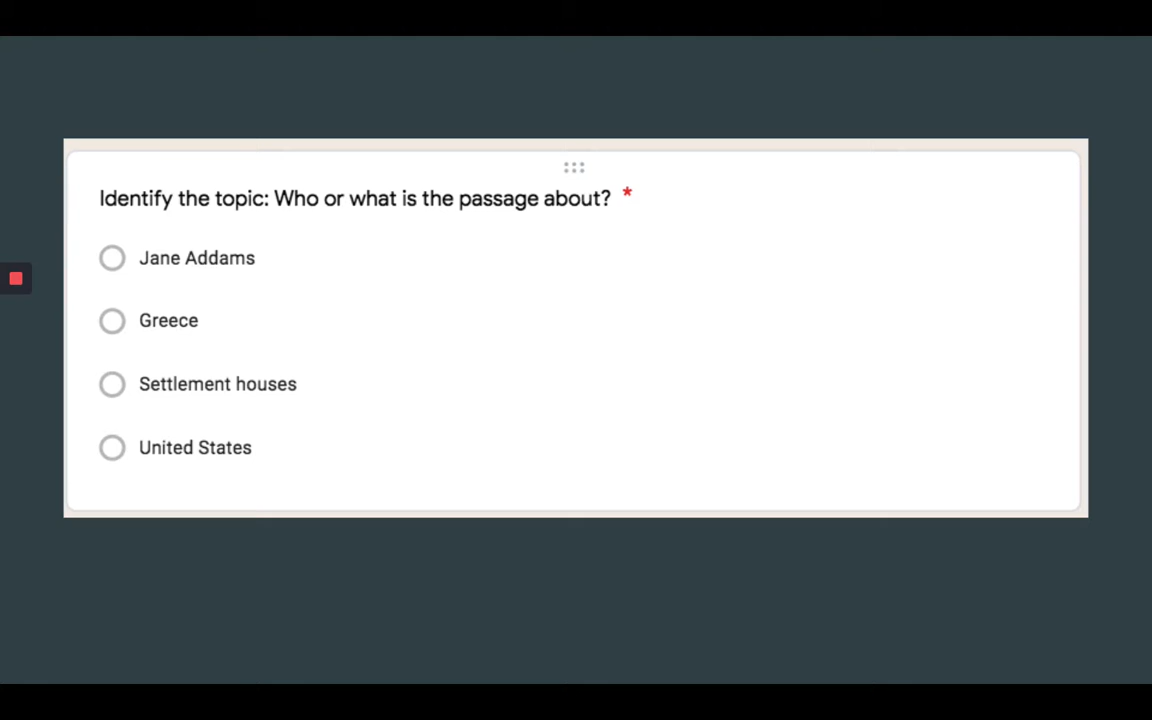 Identify the topic: Who or what is the passage about? *
Jane Addams
Greece
Settlement houses
United States